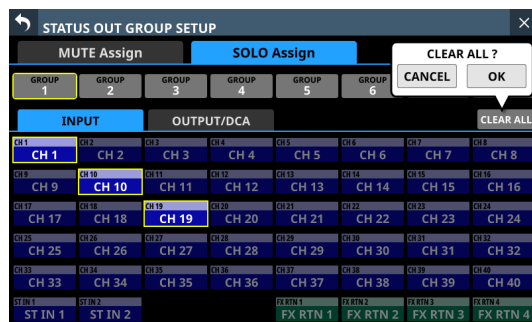 STATUS OUT GROUP SETUP
MUTE Assign SOLO Assign
CLEAR ALL ?
CANCEL OK
GROUP 1 GROUP 2 GROUP 3 GROUP 4 GROUP 5 GROUP 6
INPUT OUTPUT/DCA CLEAR ALL
CH 1 CH 2 CH 3 CH 4 CH 5 CH 6 CH 7 CH 8
CH 1 CH 2 CH 3 CH 4 CH 5 CH 6 CH 7 CH 8
CH 9 CH 10 CH 11 CH 12 CH 13 CH 14 CH 15 CH 16
CH 9 CH 10 CH 11 CH 12 CH 13 CH 14 CH 15 CH 16
CH 17 CH 18 CH 19 CH 20 CH 21 CH 22 CH 23 CH 24
CH 17 CH 18 CH 19 CH 20 CH 21 CH 22 CH 23 CH 24
CH 25 CH 26 CH 27 CH 28 CH 29 CH 30 CH 31 CH 32
CH 25 CH 26 CH 27 CH 28 CH 29 CH 30 CH 31 CH 32
CH 33 CH 34 CH 35 CH 36 CH 37 CH 38 CH 39 CH 40
CH 33 CH 34 CH 35 CH 36 CH 37 CH 38 CH 39 CH 40
ST IN 1 ST IN 2 FX RTN 1 FX RTN 2 FX RTN 3 FX RTN 4
ST IN 1 ST IN 2 FX RTN 1 FX RTN 2 FX RTN 3 FX RTN 4